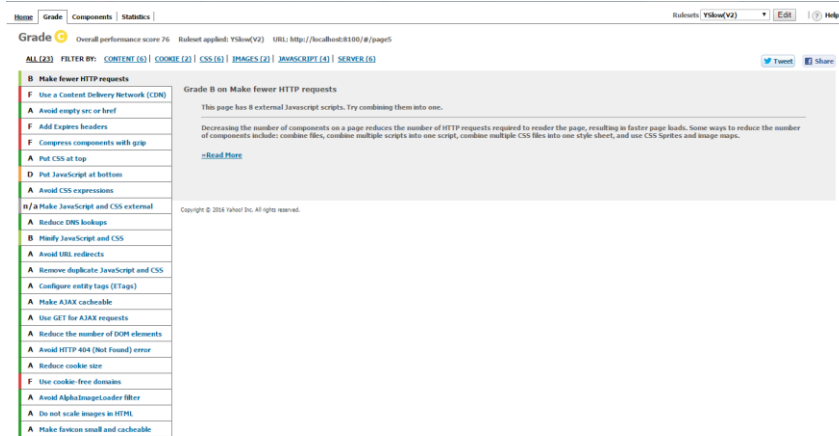 Home Grade Components Statistics Rulesets YSlow(V2) Edit ? Help
Grade C Overall performance score 76 Ruleset applied: YSlow(V2) URL: http://localhost:8100/#/page5
ALL (23) FILTER BY: CONTENT (6) | COOKIE (2) | CSS (6) | IMAGES (2) | JAVASCRIPT (4) | SERVER (6) Tweet Share
B Make fewer HTTP requests
F Use a Content Delivery Network (CDN)
A Avoid empty src or href
F Add Expires headers
F Compress components with gzip
A Put CSS at top
D Put JavaScript at bottom
A Avoid CSS expressions
n/a Make JavaScript and CSS external
A Reduce DNS lookups
B Minify JavaScript and CSS
A Avoid URL redirects
A Remove duplicate JavaScript and CSS
A Configure entity tags (ETags)
A Make AJAX cacheable
A Use GET for AJAX requests
A Reduce the number of DOM elements
A Avoid HTTP 404 (Not Found) error
A Reduce cookie size
F Use cookie-free domains
A Avoid AlphaImageLoader filter
A Do not scale images in HTML
A Make favicon small and cacheable
Grade B on Make fewer HTTP requests
This page has 8 external Javascript scripts. Try combining them into one.
Decreasing the number of components on a page reduces the number of HTTP requests required to render the page, resulting in faster page loads. Some ways to reduce the number
of components include: combine files, combine multiple scripts into one script, combine multiple CSS files into one style sheet, and use CSS Sprites and image maps.
»Read More
Copyright © 2016 Yahoo! Inc. All rights reserved.